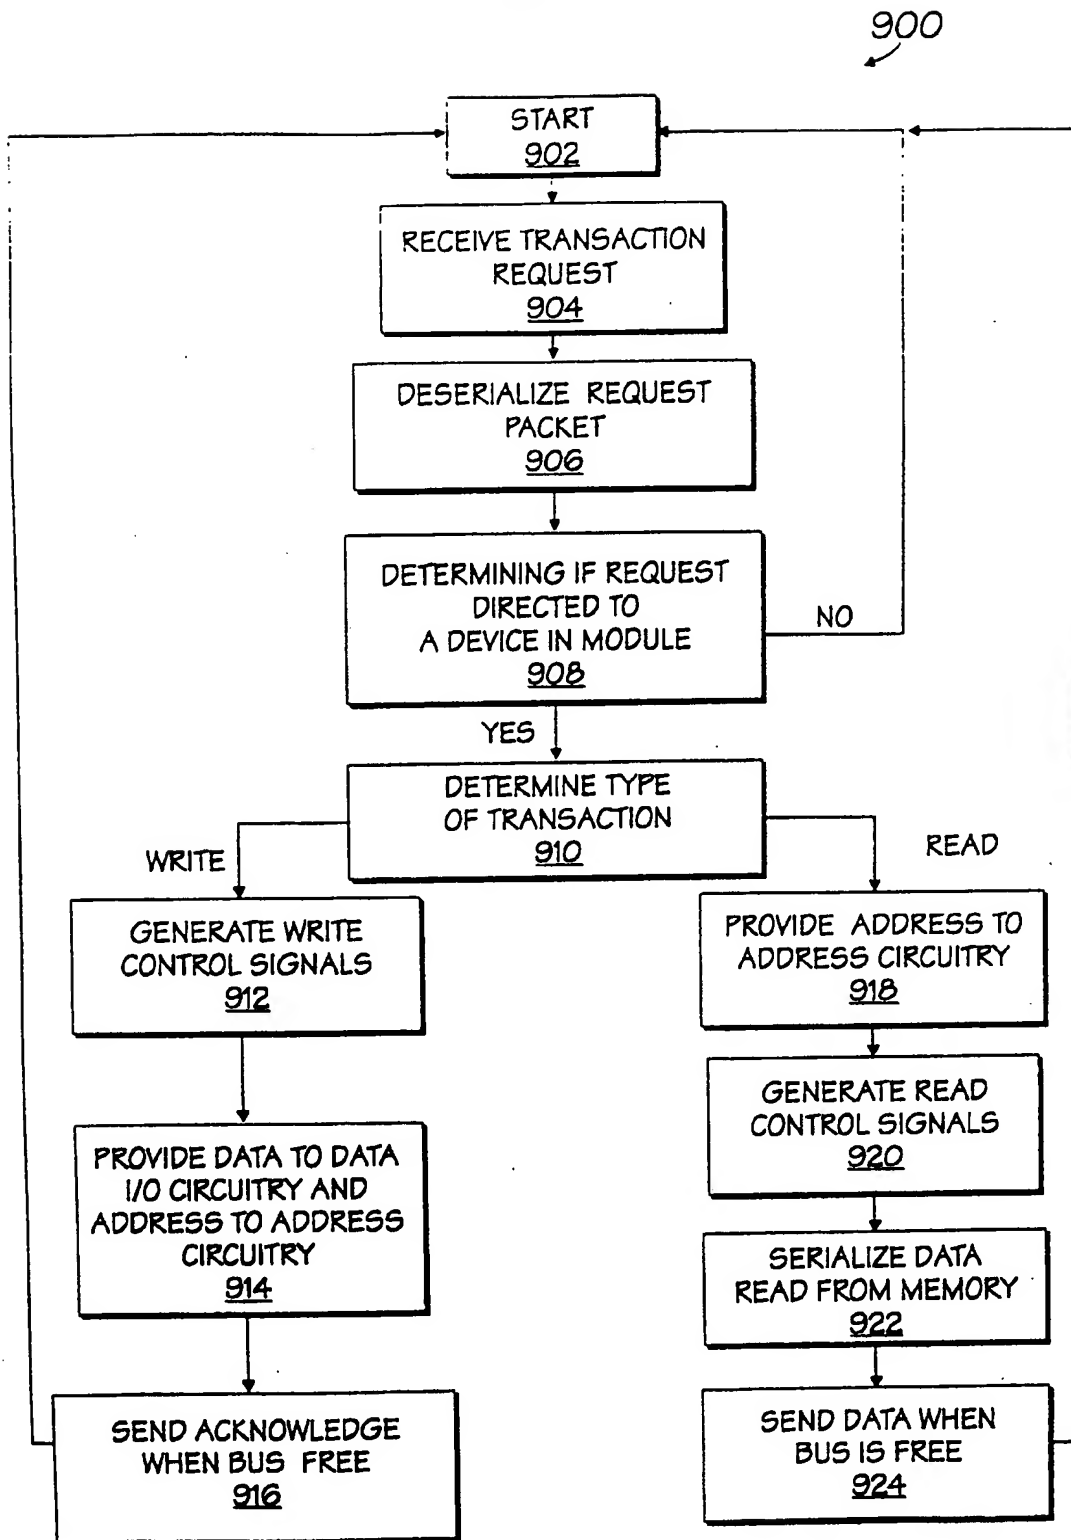 900
START
902
RECEIVE TRANSACTION
REQUEST
904
DESERIALIZE REQUEST
PACKET
906
DETERMINING IF REQUEST
DIRECTED TO
A DEVICE IN MODULE
908
NO
YES
DETERMINE TYPE
OF TRANSACTION
910
WRITE
READ
GENERATE WRITE
CONTROL SIGNALS
912
PROVIDE DATA TO DATA
I/O CIRCUITRY AND
ADDRESS TO ADDRESS
CIRCUITRY
914
SEND ACKNOWLEDGE
WHEN BUS FREE
916
PROVIDE ADDRESS TO
ADDRESS CIRCUITRY
918
GENERATE READ
CONTROL SIGNALS
920
SERIALIZE DATA
READ FROM MEMORY
922
SEND DATA WHEN
BUS IS FREE
924